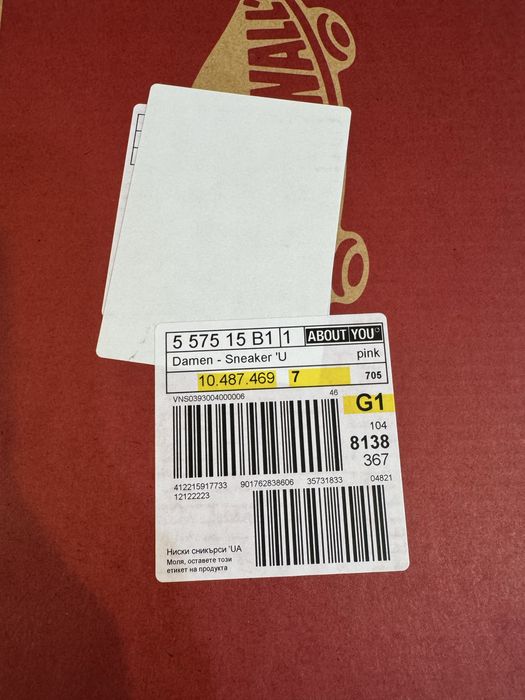 WALL"
5 575 15 B1 1 ABOUT YOU°
Damen - Sneaker 'U pink
10.487.469 7 705
VNS0393004000006 46 G1
104
8138
367
412215917733 901762838606 35731833 04821
12122223
Ниски сникърси 'UA
Моля, оставете този
етикет на продукта